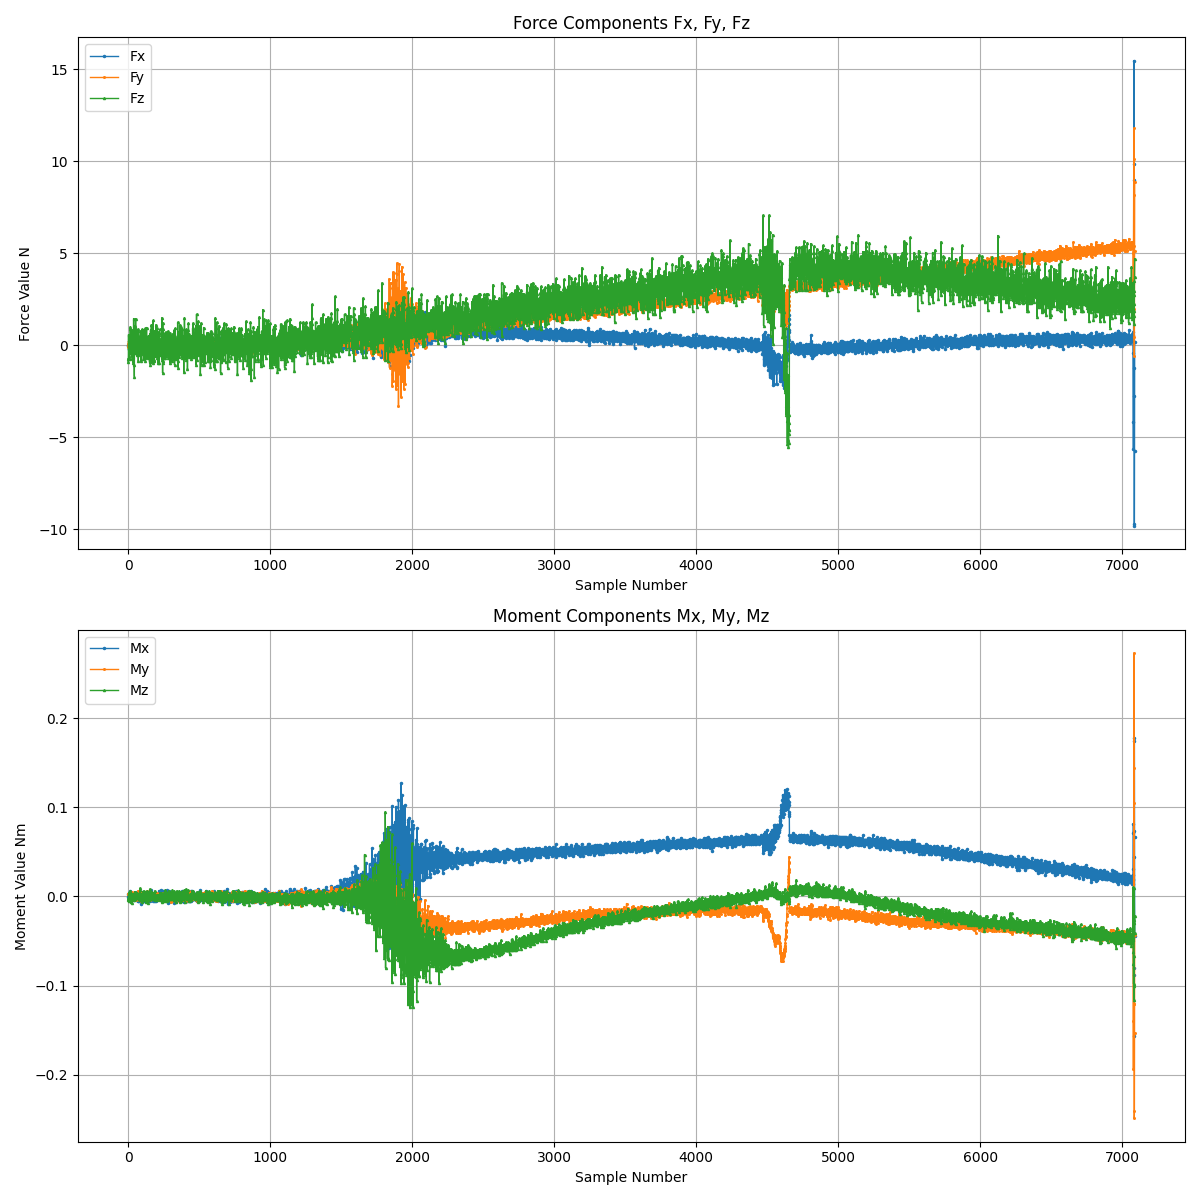 Force Components Fx, Fy, Fz
Fx
Fy
Fz
Force Value N
15
10
5
0
−5
−10
0 1000 2000 3000 4000 5000 6000 7000
Sample Number
Moment Components Mx, My, Mz
Mx
My
Mz
Moment Value Nm
0.2
0.1
0.0
−0.1
−0.2
0 1000 2000 3000 4000 5000 6000 7000
Sample Number